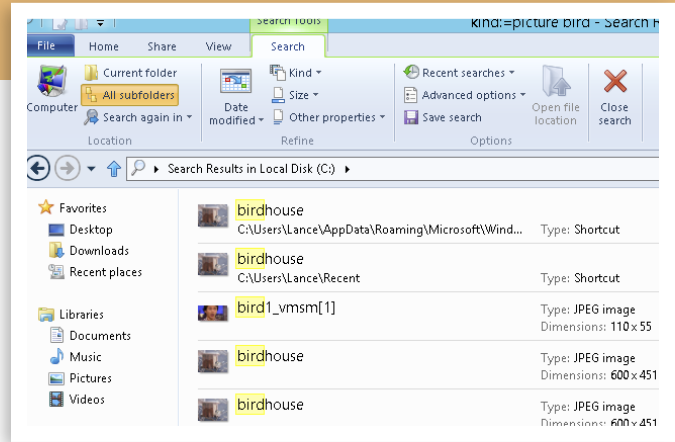 Search Tools
kind:=picture bird - Search R
File Home Share View Search
Computer
Current folder
All subfolders
Search again in
Location
Date modified
Kind
Size
Other properties
Refine
Recent searches
Advanced options
Save search
Options
Open file location
Close search
Search Results in Local Disk (C:)
Favorites
Desktop
Downloads
Recent places
Libraries
Documents
Music
Pictures
Videos
birdhouse
C:\Users\Lance\AppData\Roaming\Microsoft\Wind... Type: Shortcut
birdhouse
C:\Users\Lance\Recent Type: Shortcut
bird1_vmsm[1] Type: JPEG image
Dimensions: 110 x 55
birdhouse Type: JPEG image
Dimensions: 600 x 451
birdhouse Type: JPEG image
Dimensions: 600 x 451